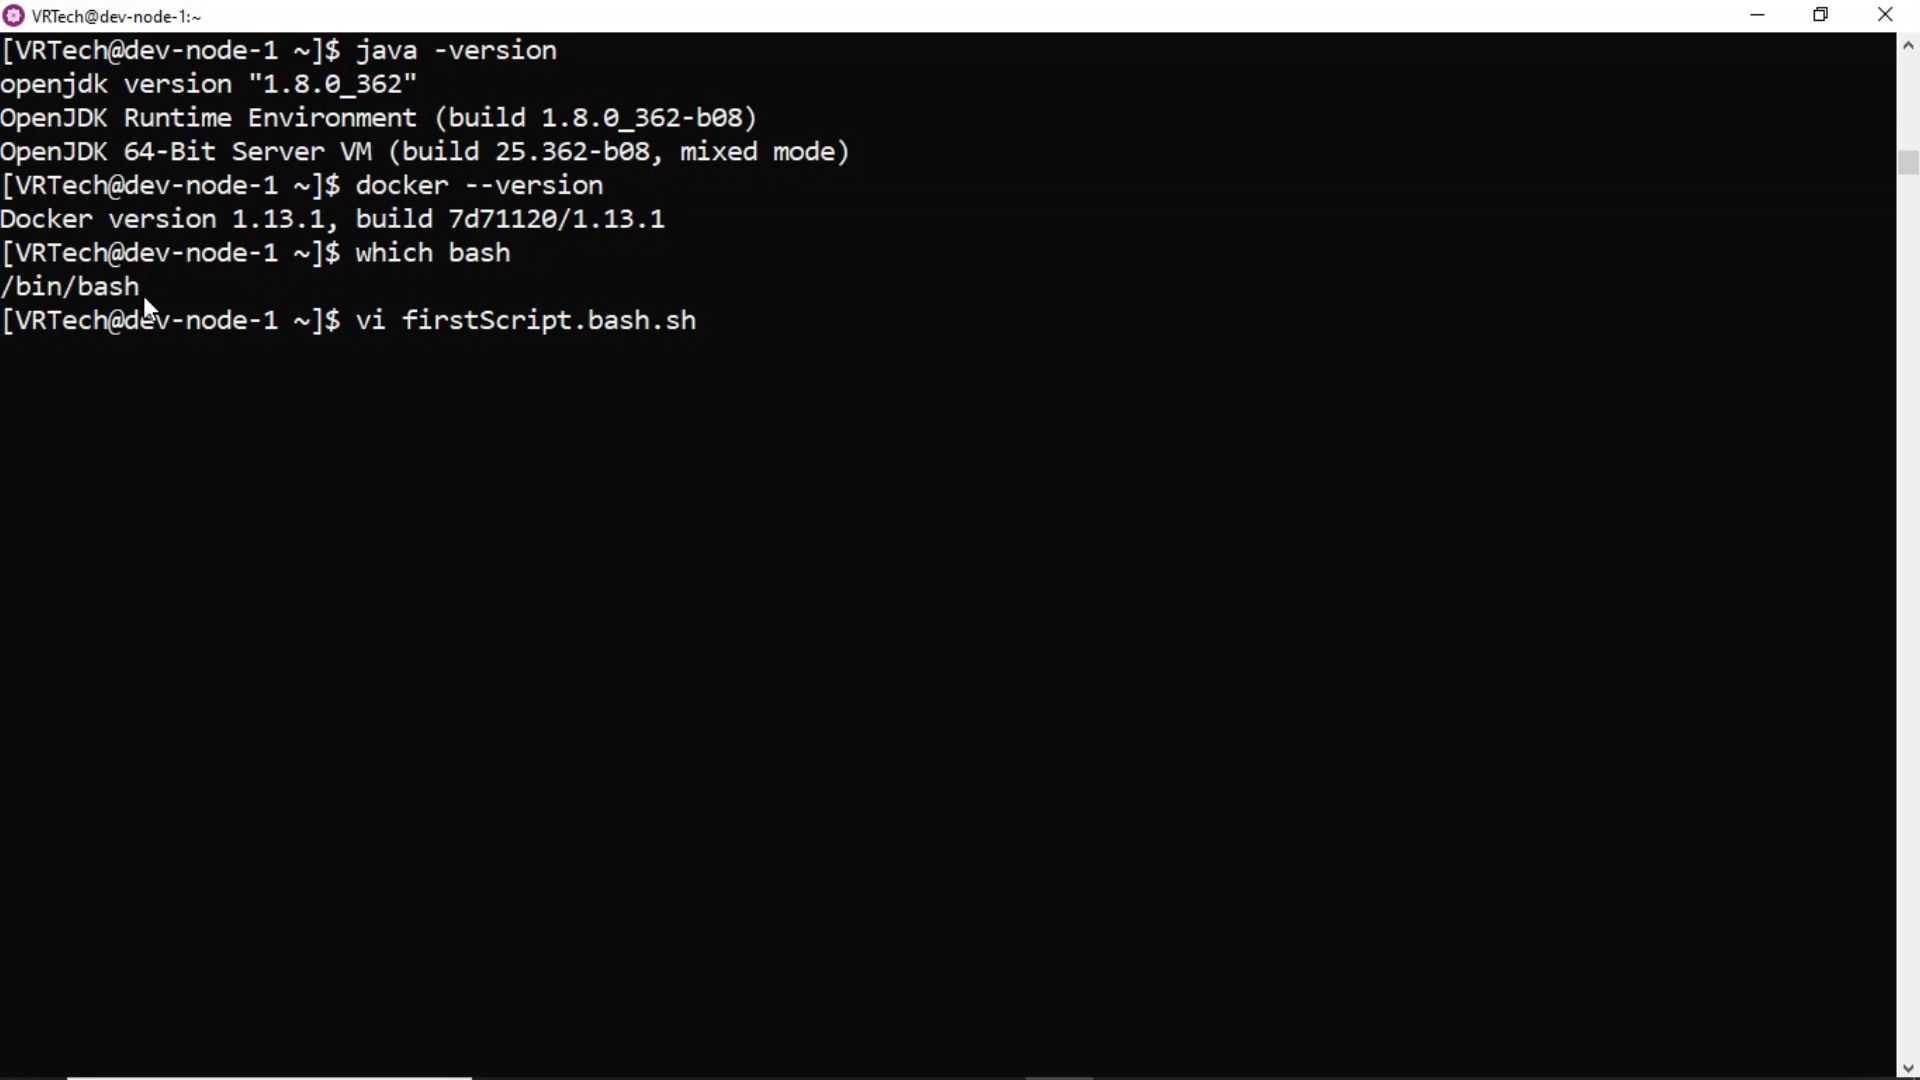 VRTech@dev-node-1:~
[VRTech@dev-node-1 ~]$ java -version
openjdk version "1.8.0_362"
OpenJDK Runtime Environment (build 1.8.0_362-b08)
OpenJDK 64-Bit Server VM (build 25.362-b08, mixed mode)
[VRTech@dev-node-1 ~]$ docker --version
Docker version 1.13.1, build 7d71120/1.13.1
[VRTech@dev-node-1 ~]$ which bash
/bin/bash
[VRTech@dev-node-1 ~]$ vi firstScript.bash.sh